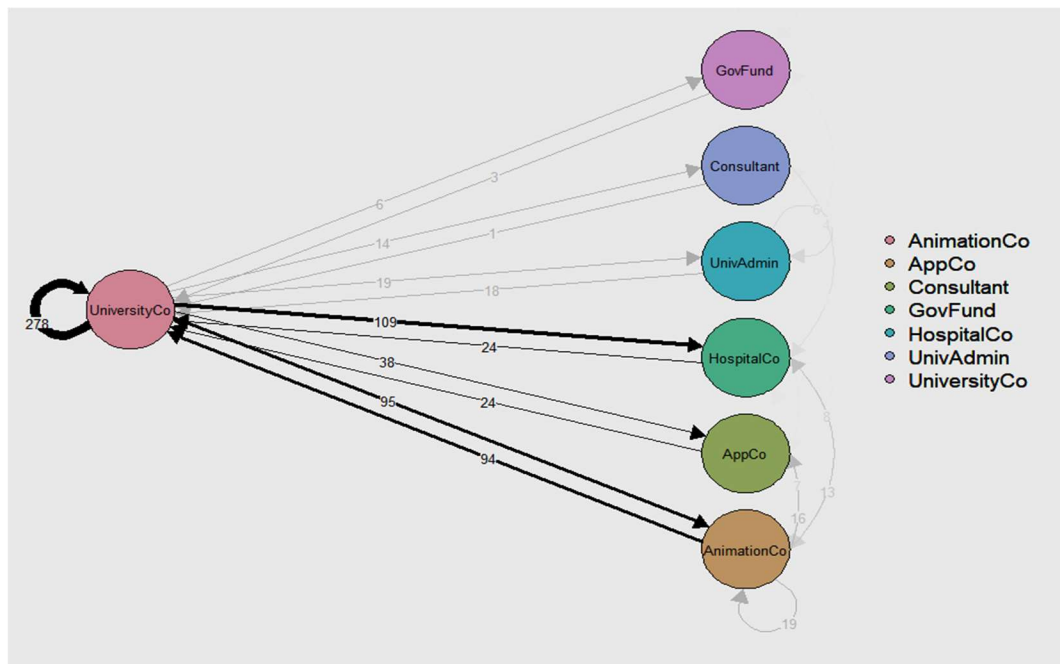 GovFund
Consultant
UnivAdmin
HospitalCo
AppCo
AnimationCo
UniversityCo
278
6
3
14
1
19
18
109
24
38
24
95
94
8
13
7
16
19
AnimationCo
AppCo
Consultant
GovFund
HospitalCo
UnivAdmin
UniversityCo